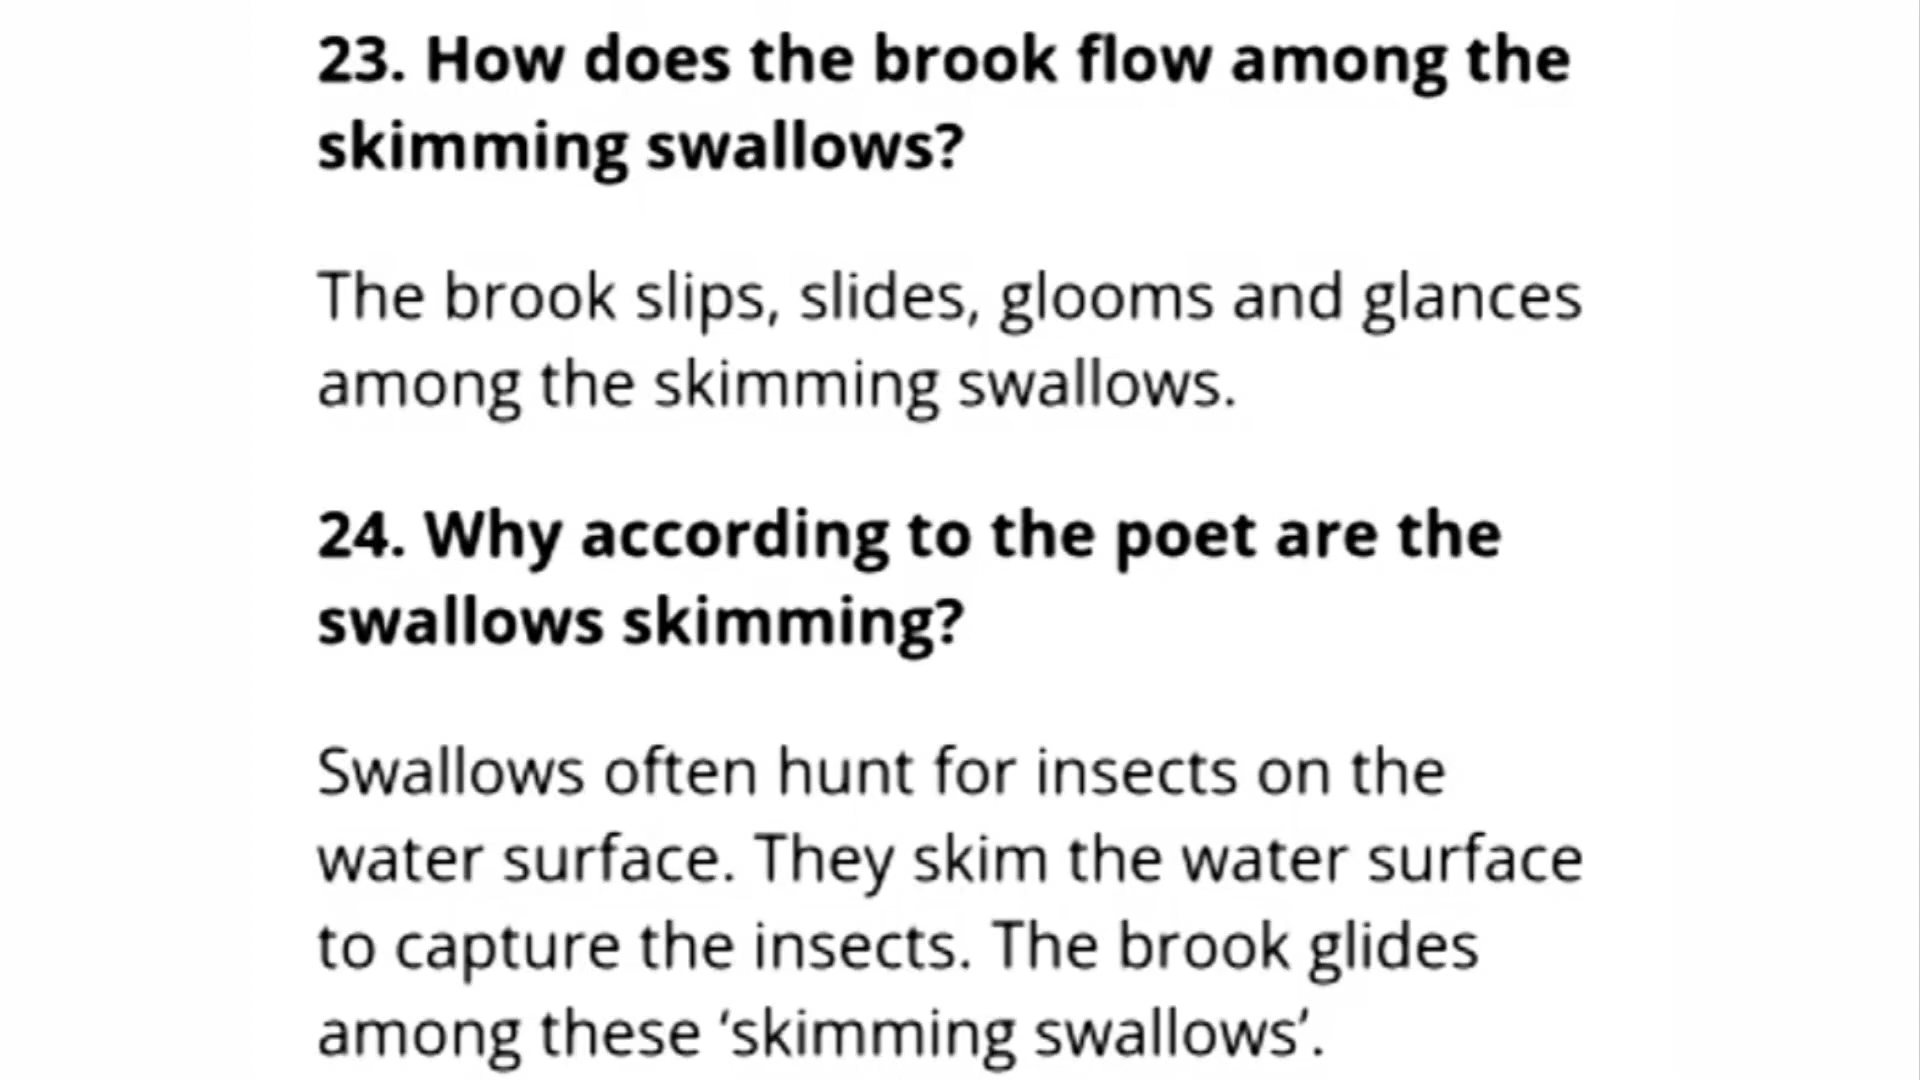 23. How does the brook flow among the
skimming swallows?
The brook slips, slides, glooms and glances
among the skimming swallows.
24. Why according to the poet are the
swallows skimming?
Swallows often hunt for insects on the
water surface. They skim the water surface
to capture the insects. The brook glides
among these ‘skimming swallows’.